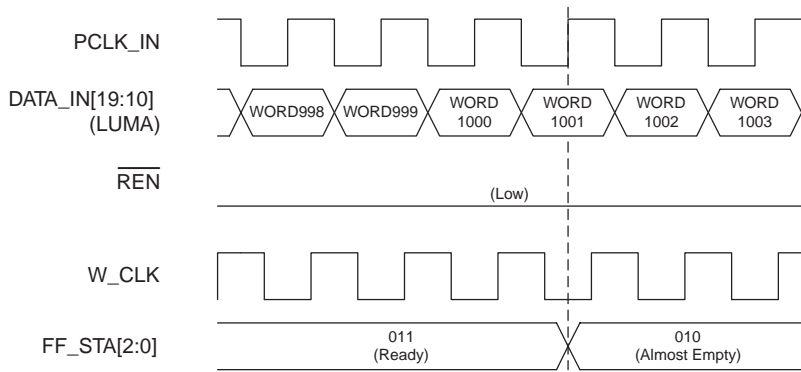 PCLK_IN
DATA_IN[19:10]
(LUMA)
WORD998
WORD999
WORD
1000
WORD
1001
WORD
1002
WORD
1003
REN
(Low)
W_CLK
FF_STA[2:0]
011
(Ready)
010
(Almost Empty)